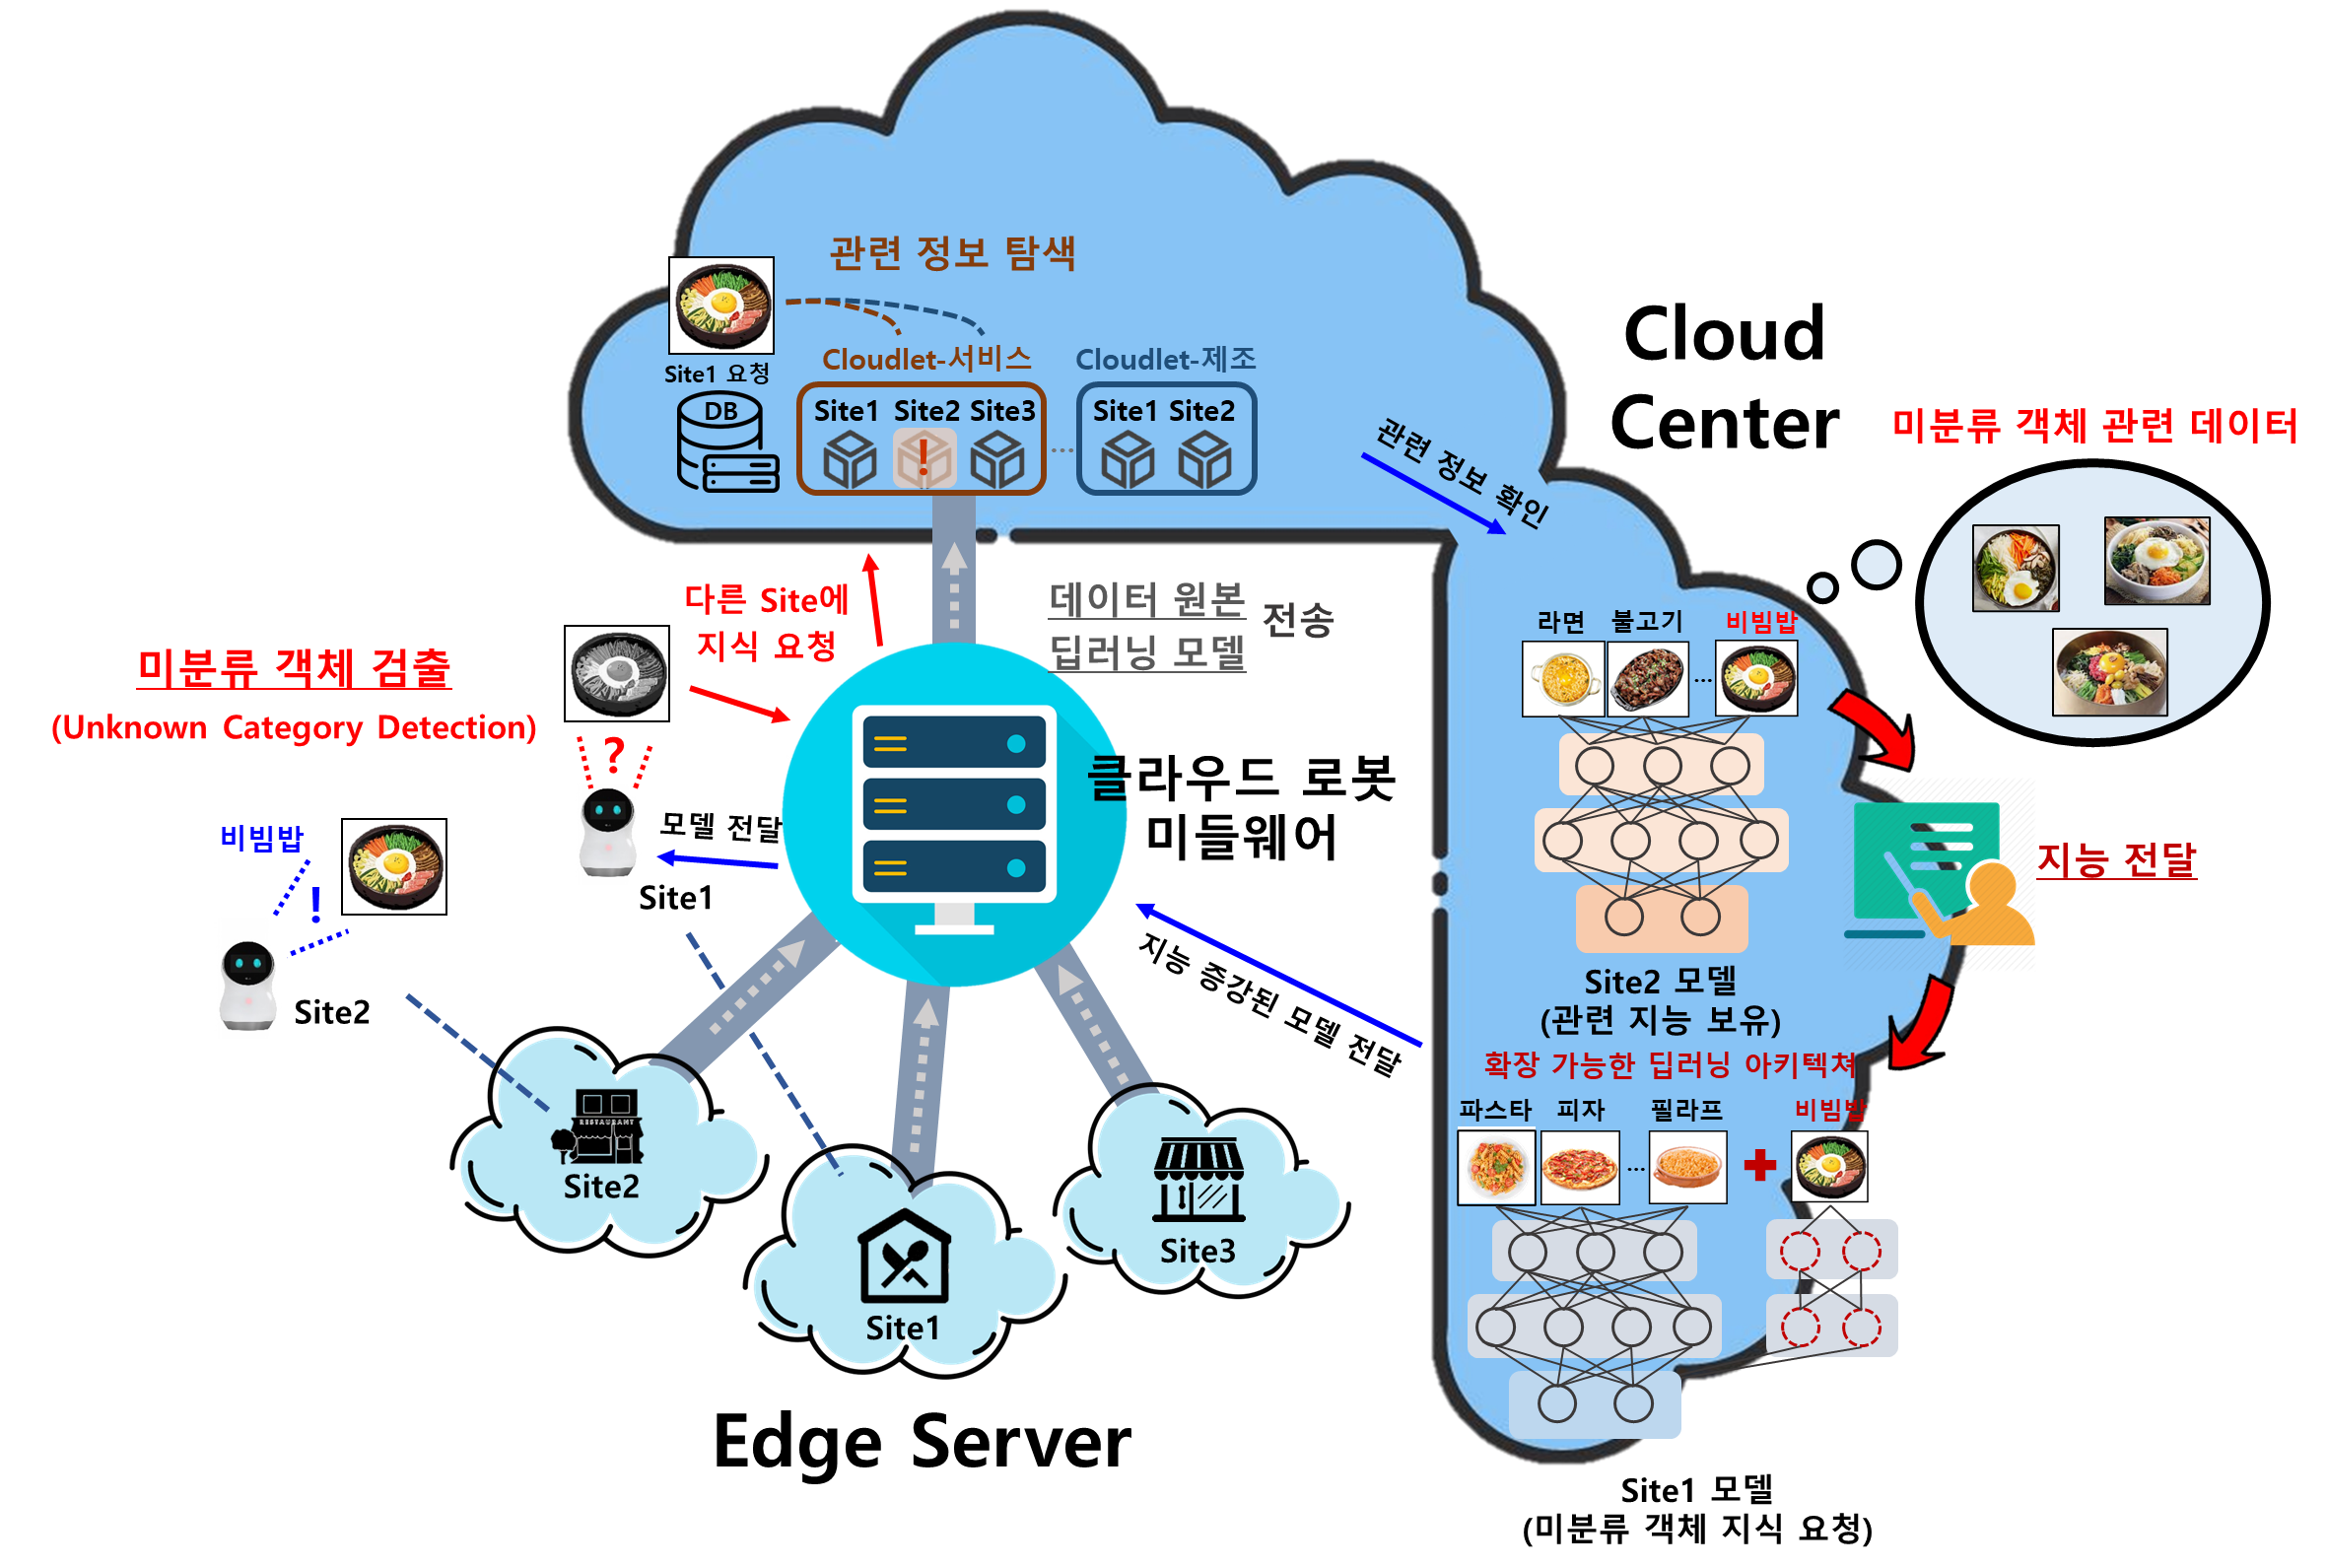 관련 정보 탐색
Site1 요청
DB
Cloudlet-서비스
Site1 Site2 Site3
!
...
Cloudlet-제조
Site1 Site2
관련 정보 확인
Cloud
Center
미분류 객체 관련 데이터
다른 Site에
지식 요청
데이터 원본
딥러닝 모델
전송
미분류 객체 검출
(Unknown Category Detection)
?
모델 전달
Site1
비빔밥
!
Site2
클라우드 로봇
미들웨어
지능 증강된 모델 전달
라면
불고기
...
비빔밥
지능 전달
Site2 모델
(관련 지능 보유)
확장 가능한 딥러닝 아키텍쳐
파스타
피자
...
필라프
비빔밥
RESTAURANT
Site2
Site1
Site3
Edge Server
Site1 모델
(미분류 객체 지식 요청)